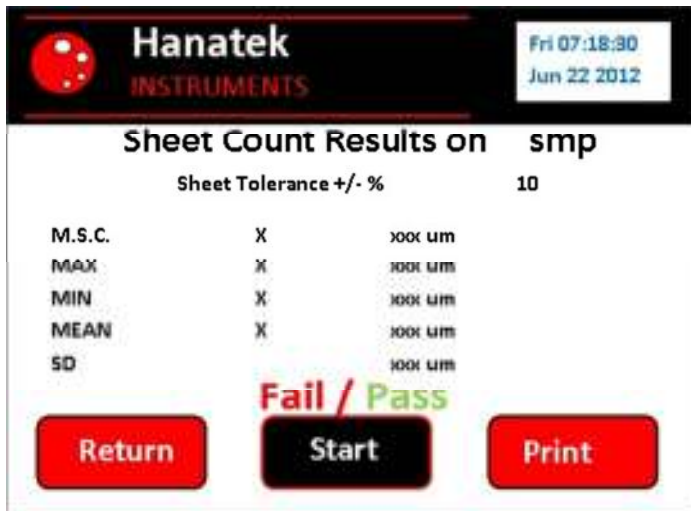 Hanatek
INSTRUMENTS
Fri 07:18:30
Jun 22 2012
Sheet Count Results on smp
Sheet Tolerance +/- % 10
M.S.C. X xxx um
MAX X xxx um
MIN X xxx um
MEAN X xxx um
SD xxx um
Fail / Pass
Return Start Print